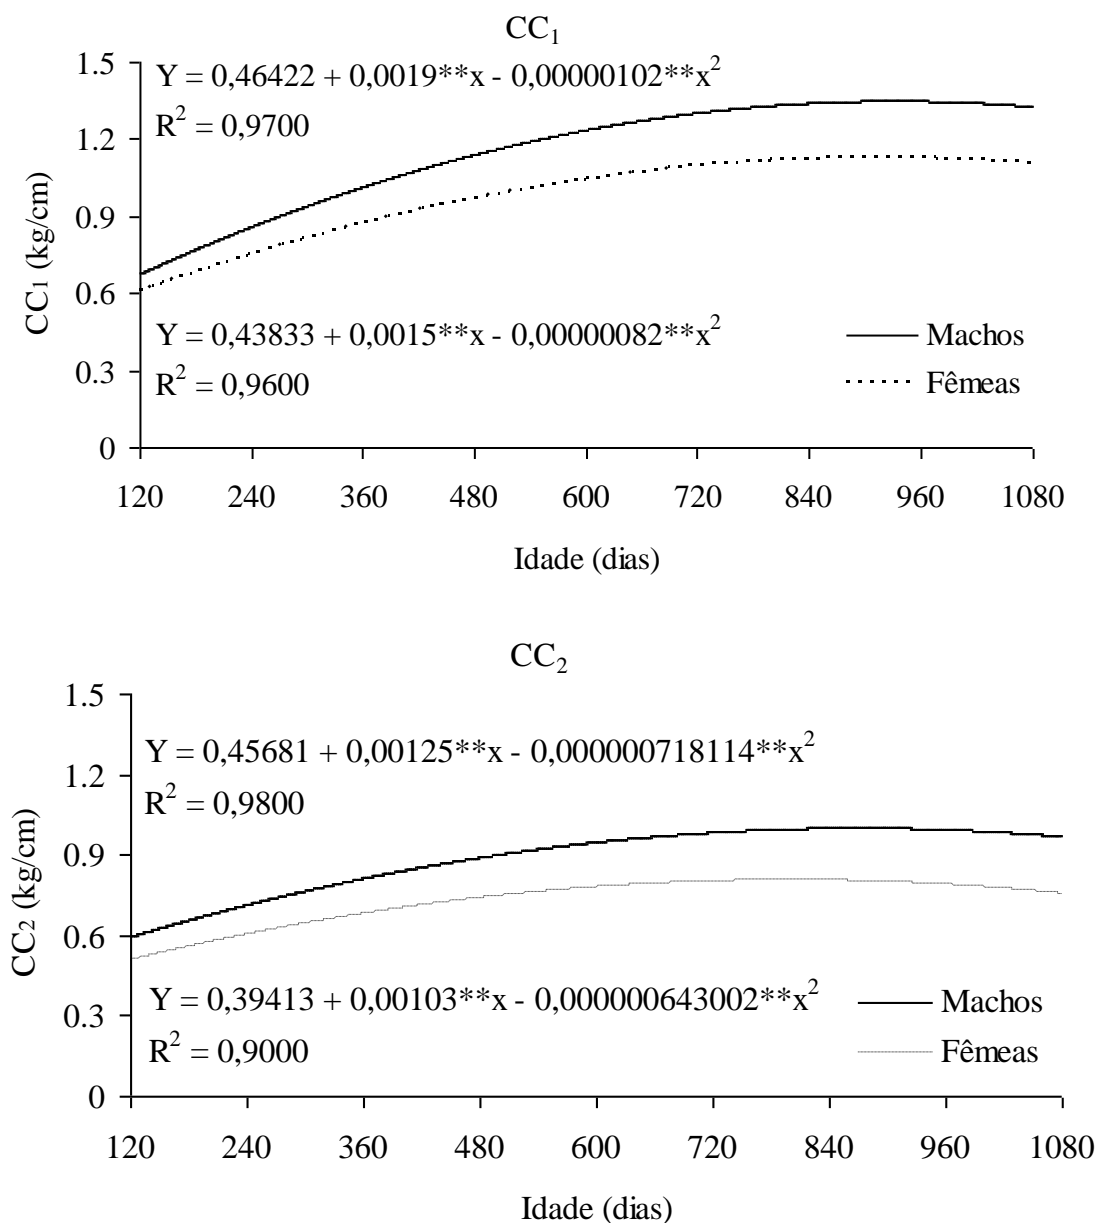 CC₁
1.5
Y = 0,46422 + 0,0019**x - 0,00000102**x²
R² = 0,9700
1.2
0.9
CC₁ (kg/cm)
0.6
Y = 0,43833 + 0,0015**x - 0,00000082**x²
Machos
0.3
R² = 0,9600
Fêmeas
0
120 240 360 480 600 720 840 960 1080
Idade (dias)
CC₂
1.5
Y = 0,45681 + 0,00125**x - 0,000000718114**x²
1.2
R² = 0,9800
0.9
CC₂ (kg/cm)
0.6
Y = 0,39413 + 0,00103**x - 0,000000643002**x²
Machos
0.3
R² = 0,9000
Fêmeas
0
120 240 360 480 600 720 840 960 1080
Idade (dias)